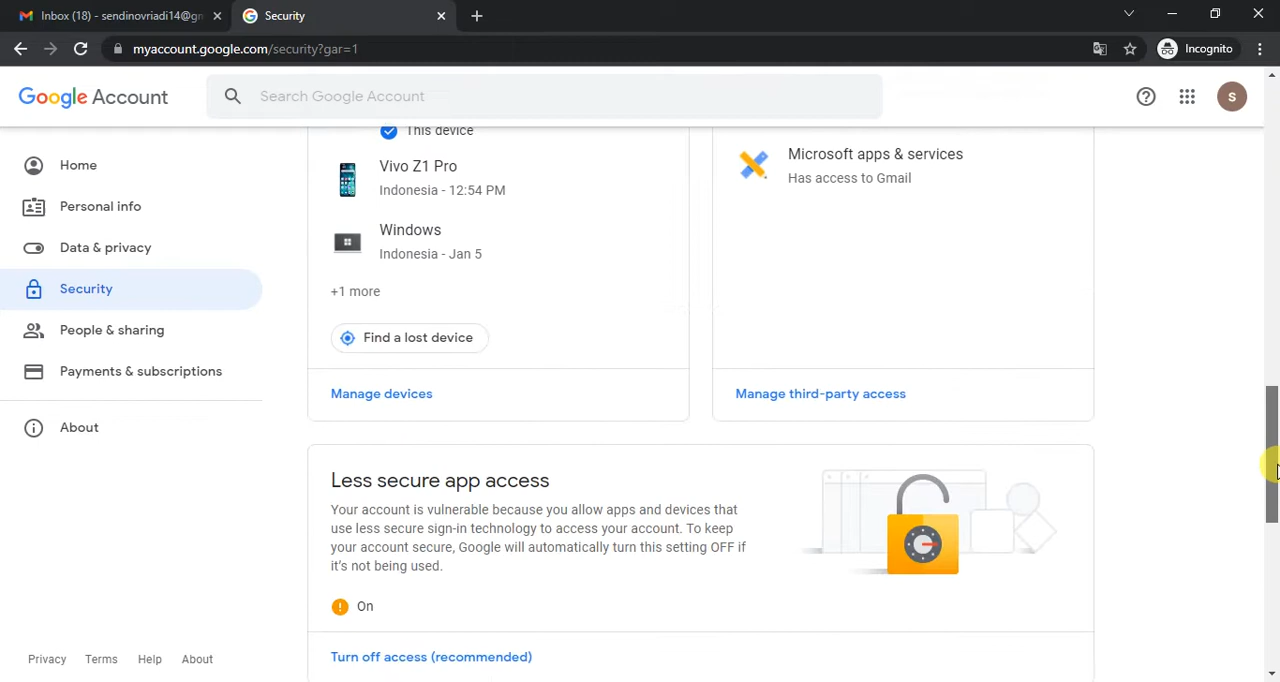 Inbox (18) - sendinovriadi14@gm
Security
myaccount.google.com/security?gar=1
Incognito
Google Account
Search Google Account
S
Home
Personal info
Data & privacy
Security
People & sharing
Payments & subscriptions
About
Privacy Terms Help About
This device
Vivo Z1 Pro
Indonesia - 12:54 PM
Windows
Indonesia - Jan 5
+1 more
Find a lost device
Manage devices
Microsoft apps & services
Has access to Gmail
Manage third-party access
Less secure app access
Your account is vulnerable because you allow apps and devices that
use less secure sign-in technology to access your account. To keep
your account secure, Google will automatically turn this setting OFF if
it's not being used.
On
Turn off access (recommended)